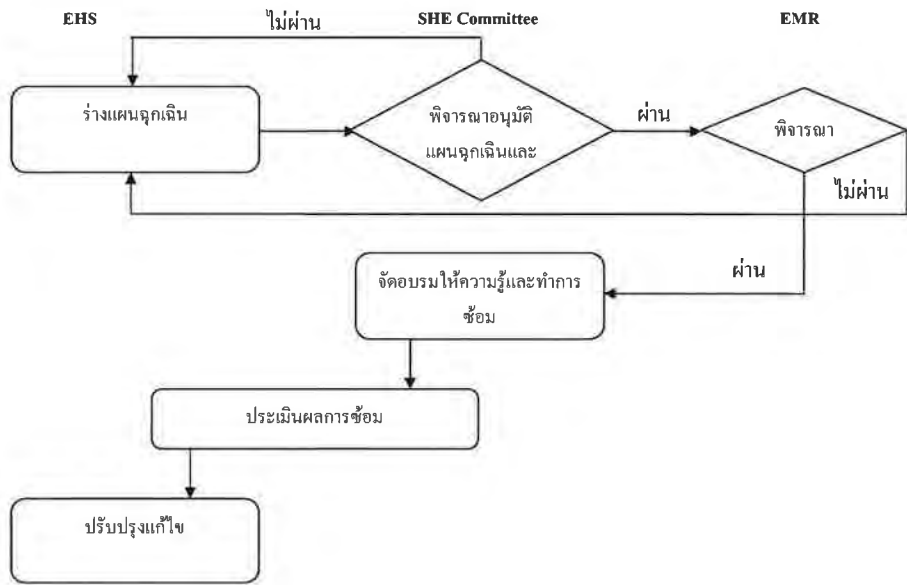 EHS SHE Committee EMR
ไม่ผ่าน
ร่างแผนฉุกเฉิน
พิจารณาอนุมัติ
แผนฉุกเฉินและ
ผ่าน
พิจารณา
ไม่ผ่าน
ผ่าน
จัดอบรมให้ความรู้และทำการ
ซ้อม
ประเมินผลการซ้อม
ปรับปรุงแก้ไข